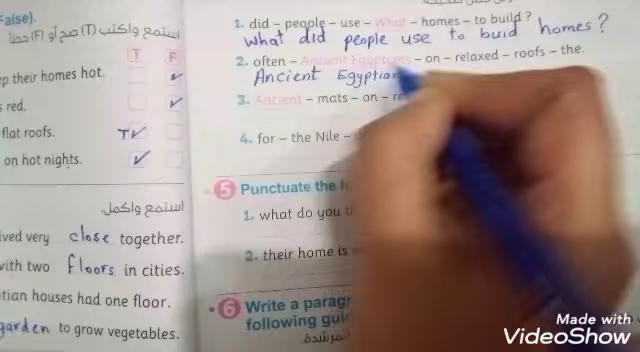 False).
استمع واكتب (T) صح أو (F) خطأ
T F
p their homes hot.
s red.
flat roofs.
T
on hot nights.
استمع واكمل
ved very close together.
with two floors in cities.
tian houses had one floor.
garden to grow vegetables.
1. did – people – use – What – homes – to build?
What did people use to buid homes?
2. often – Ancient Egyptians – on – relaxed – roofs – the.
Ancient Egyptian
3. Ancient – mats – on – re
4. for – the Nile –
5 Punctuate the
1. what do you
2. their home is
6 Write a paragr
following gui
Made with
VideoShow